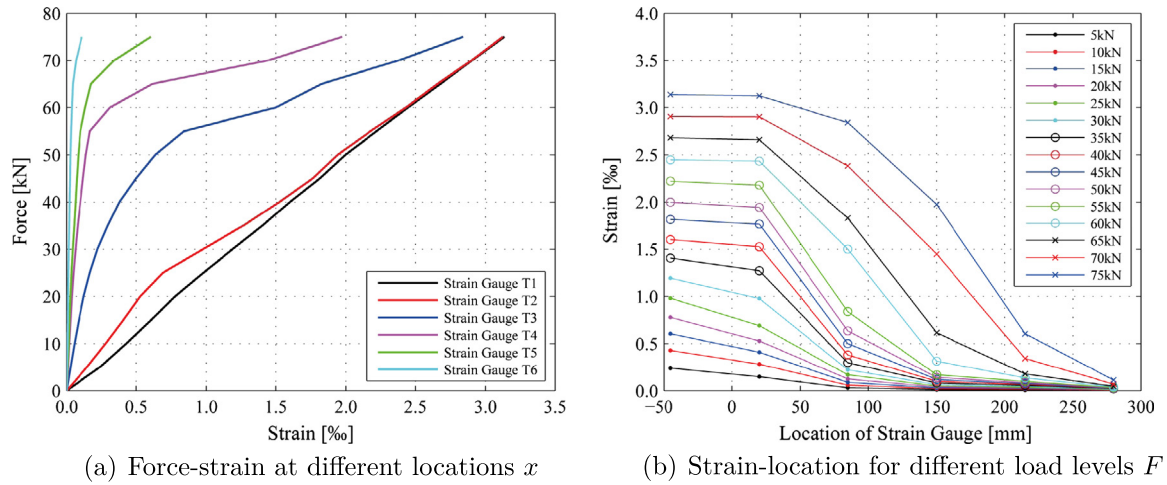 80
70
60
50
40
30
20
10
0
Force [kN]
0.0 0.5 1.0 1.5 2.0 2.5 3.0 3.5
Strain [‰]
Strain Gauge T1
Strain Gauge T2
Strain Gauge T3
Strain Gauge T4
Strain Gauge T5
Strain Gauge T6
(a) Force-strain at different locations x
4.0
3.5
3.0
2.5
2.0
1.5
1.0
0.5
0.0
Strain [‰]
−50 0 50 100 150 200 250 300
Location of Strain Gauge [mm]
5kN
10kN
15kN
20kN
25kN
30kN
35kN
40kN
45kN
50kN
55kN
60kN
65kN
70kN
75kN
(b) Strain-location for different load levels F